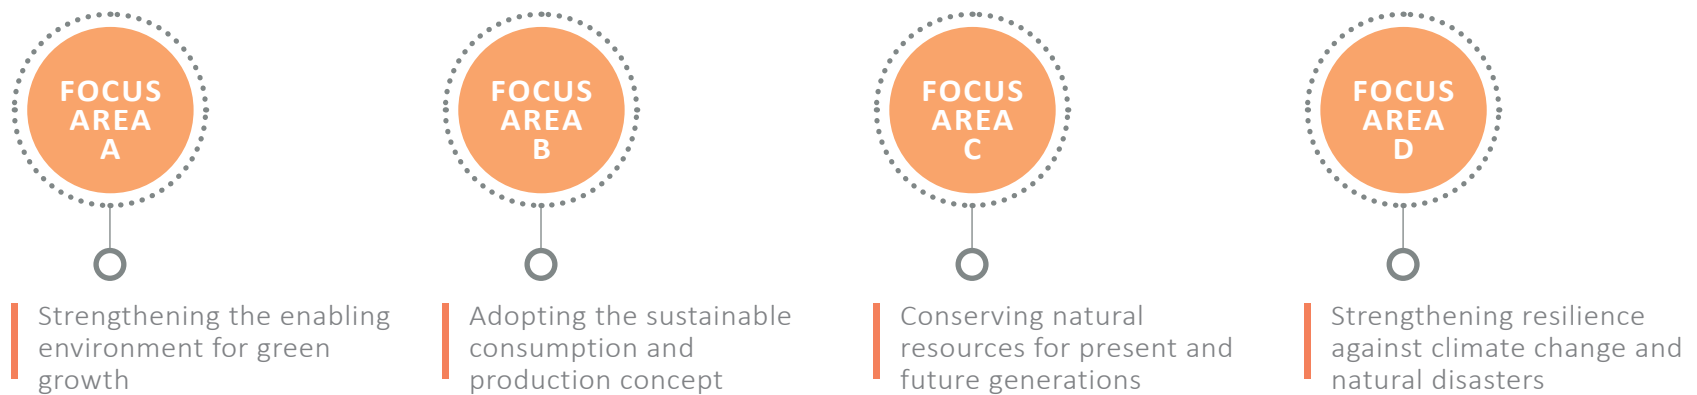 FOCUS
AREA
A
FOCUS
AREA
B
FOCUS
AREA
C
FOCUS
AREA
D
Strengthening the enabling
environment for green
growth
Adopting the sustainable
consumption and
production concept
Conserving natural
resources for present and
future generations
Strengthening resilience
against climate change and
natural disasters